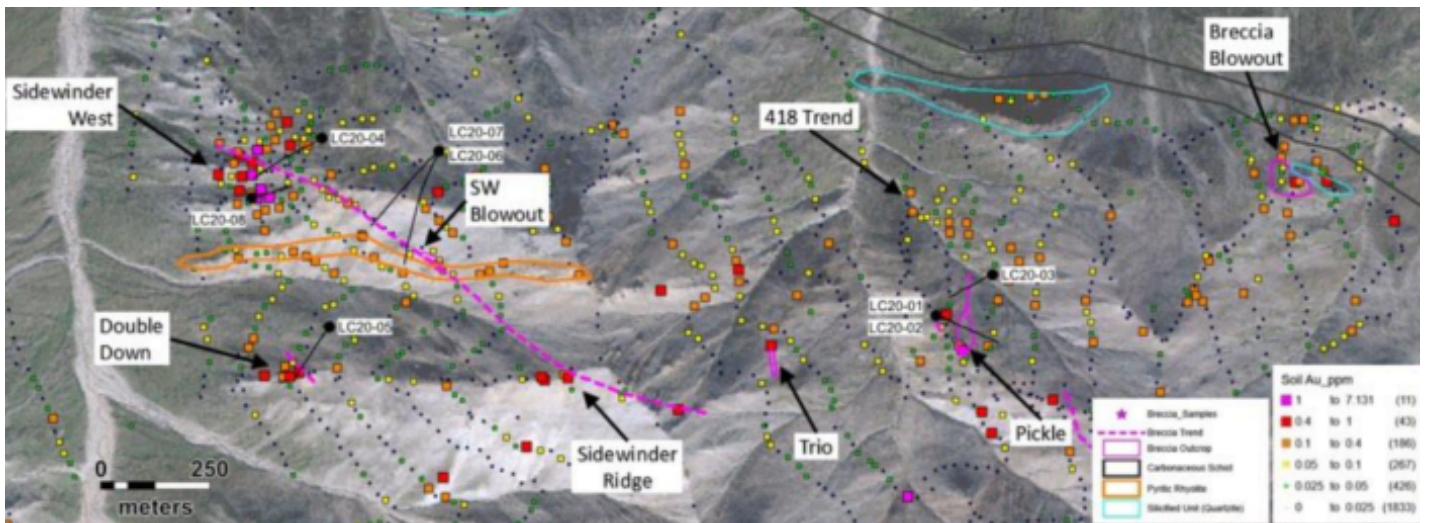 Breccia
Blowout
Sidewinder
West
LC20-04
LC20-07
LC20-06
418 Trend
SW
Blowout
LC20-08
LC20-03
LC20-01
LC20-02
Double
Down
LC20-05
Sidewinder
Ridge
Trio
Pickle
0 250
meters
Breccia_Samples
Breccia Trend
Breccia Outcrop
Carbonaceous Schist
Pyritic Rhyolite
Silicified Unit (Quartzite)
Soil Au_ppm
1 to 7.131 (11)
0.4 to 1 (43)
0.1 to 0.4 (186)
0.05 to 0.1 (267)
0.025 to 0.05 (426)
0 to 0.025 (1833)